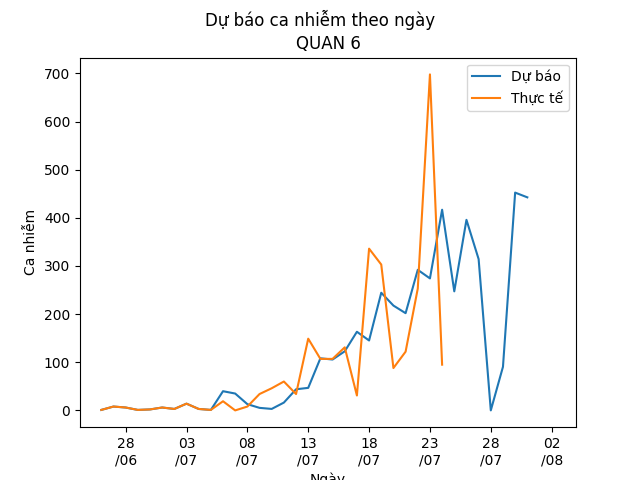 Dự báo ca nhiễm theo ngày
QUAN 6
Dự báo
Thực tế
Ca nhiễm
700
600
500
400
300
200
100
0
28 03 08 13 18 23 28 02
/06 /07 /07 /07 /07 /07 /07 /08
Ngày